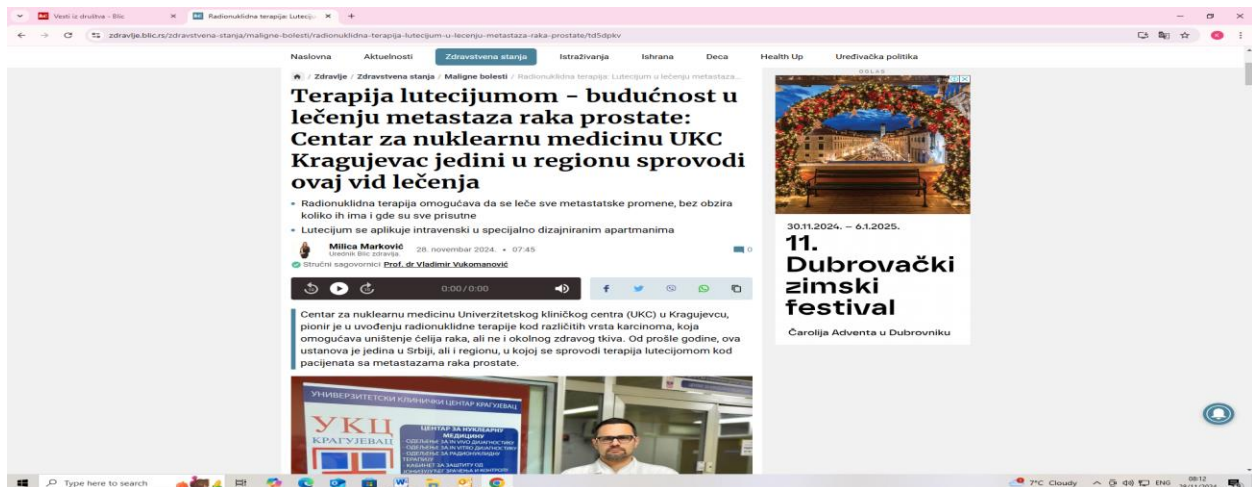 Vesti iz društva - Blic
Radionuklidna terapija: Lutecij
zdravlje.blic.rs/zdravstvena-stanja/maligne-bolesti/radionuklidna-terapija-lutecijum-u-lecenju-metastaza-raka-prostate/td5dpkv
Naslovna Aktuelnosti Zdravstvena stanja Istraživanja Ishrana Deca Health Up Uređivačka politika
/ Zdravlje / Zdravstvena stanja / Maligne bolesti / Radionuklidna terapija: Lutecijum u lečenju metastaza...
Terapija lutecijumom – budućnost u
lečenju metastaza raka prostate:
Centar za nuklearnu medicinu UKC
Kragujevac jedini u regionu sprovodi
ovaj vid lečenja
• Radionuklidna terapija omogućava da se leče sve metastatske promene, bez obzira
koliko ih ima i gde su sve prisutne
• Lutecijum se aplikuje intravenski u specijalno dizajniranim apartmanima
Milica Marković
Urednik Blic zdravlja
28. novembar 2024. • 07:45
0
Stručni sagovornici Prof. dr Vladimir Vukomanović
0:00 / 0:00
Centar za nuklearnu medicinu Univerzitetskog kliničkog centra (UKC) u Kragujevcu,
pionir je u uvođenju radionuklidne terapije kod različitih vrsta karcinoma, koja
omogućava uništenje ćelija raka, ali ne i okolnog zdravog tkiva. Od prošle godine, ova
ustanova je jedina u Srbiji, ali i regionu, u kojoj se sprovodi terapija lutecijomom kod
pacijenata sa metastazama raka prostate.
УНИВЕРЗИТЕТСКИ КЛИНИЧКИ ЦЕНТАР КРАГУЈЕВАЦ
УКЦ
КРАГУЈЕВАЦ
ЦЕНТАР ЗА НУКЛЕАРНУ
МЕДИЦИНУ
OGLAS
30.11.2024. – 6.1.2025.
11.
Dubrovački
zimski
festival
Čarolija Adventa u Dubrovniku
Type here to search
7°C Cloudy
ENG
08:12
28/11/2024